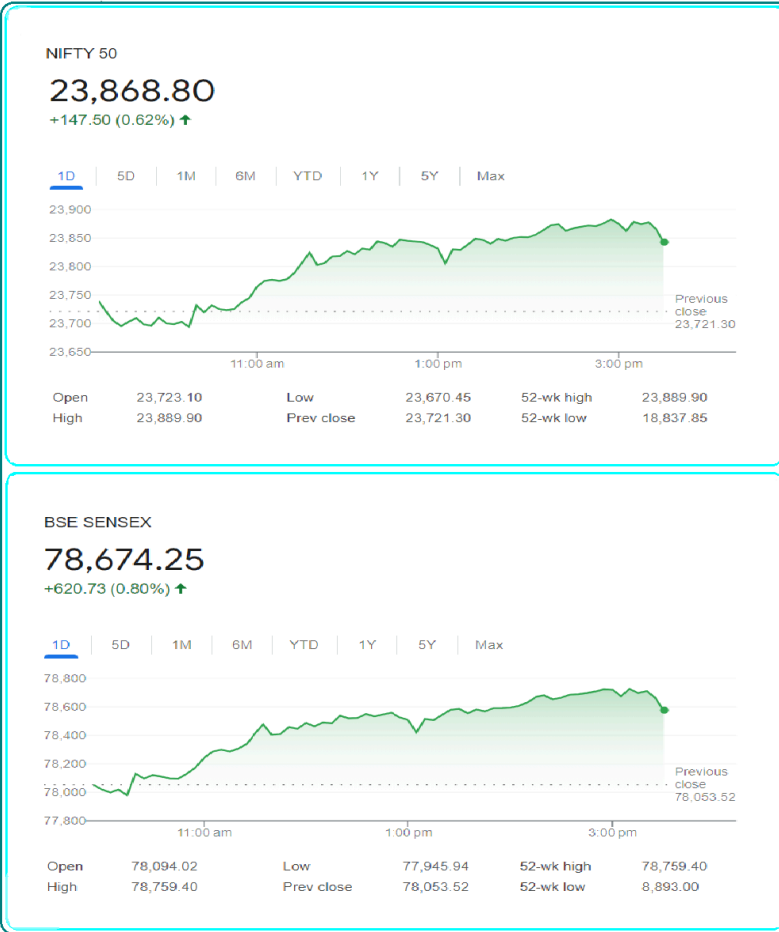 NIFTY 50
23,868.80
+147.50 (0.62%) ↑
1D 5D 1M 6M YTD 1Y 5Y Max
23,900
23,850
23,800
23,750
23,700
23,650
Previous
close
23,721.30
11:00 am 1:00 pm 3:00 pm
Open 23,723.10 Low 23,670.45 52-wk high 23,889.90
High 23,889.90 Prev close 23,721.30 52-wk low 18,837.85
BSE SENSEX
78,674.25
+620.73 (0.80%) ↑
1D 5D 1M 6M YTD 1Y 5Y Max
78,800
78,600
78,400
78,200
78,000
77,800
Previous
close
78,053.52
11:00 am 1:00 pm 3:00 pm
Open 78,094.02 Low 77,945.94 52-wk high 78,759.40
High 78,759.40 Prev close 78,053.52 52-wk low 8,893.00